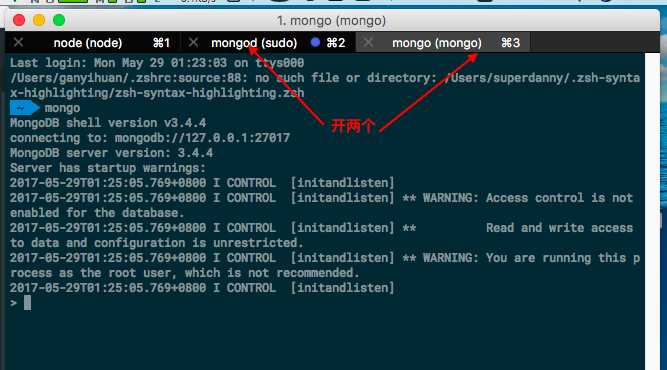 1. mongo (mongo)
node (node) ⌘1 mongod (sudo) ⌘2 mongo (mongo) ⌘3
Last login: Mon May 29 01:23:03 on ttys000
/Users/ganyihuan/.zshrc:source:88: no such file or directory: /Users/superdanny/.zsh-synta
x-highlighting/zsh-syntax-highlighting.zsh
~ mongo
开两个
MongoDB shell version v3.4.4
connecting to: mongodb://127.0.0.1:27017
MongoDB server version: 3.4.4
Server has startup warnings:
2017-05-29T01:25:05.769+0800 I CONTROL [initandlisten]
2017-05-29T01:25:05.769+0800 I CONTROL [initandlisten] ** WARNING: Access control is not
enabled for the database.
2017-05-29T01:25:05.769+0800 I CONTROL [initandlisten] ** Read and write access
to data and configuration is unrestricted.
2017-05-29T01:25:05.769+0800 I CONTROL [initandlisten] ** WARNING: You are running this p
rocess as the root user, which is not recommended.
2017-05-29T01:25:05.769+0800 I CONTROL [initandlisten]
>